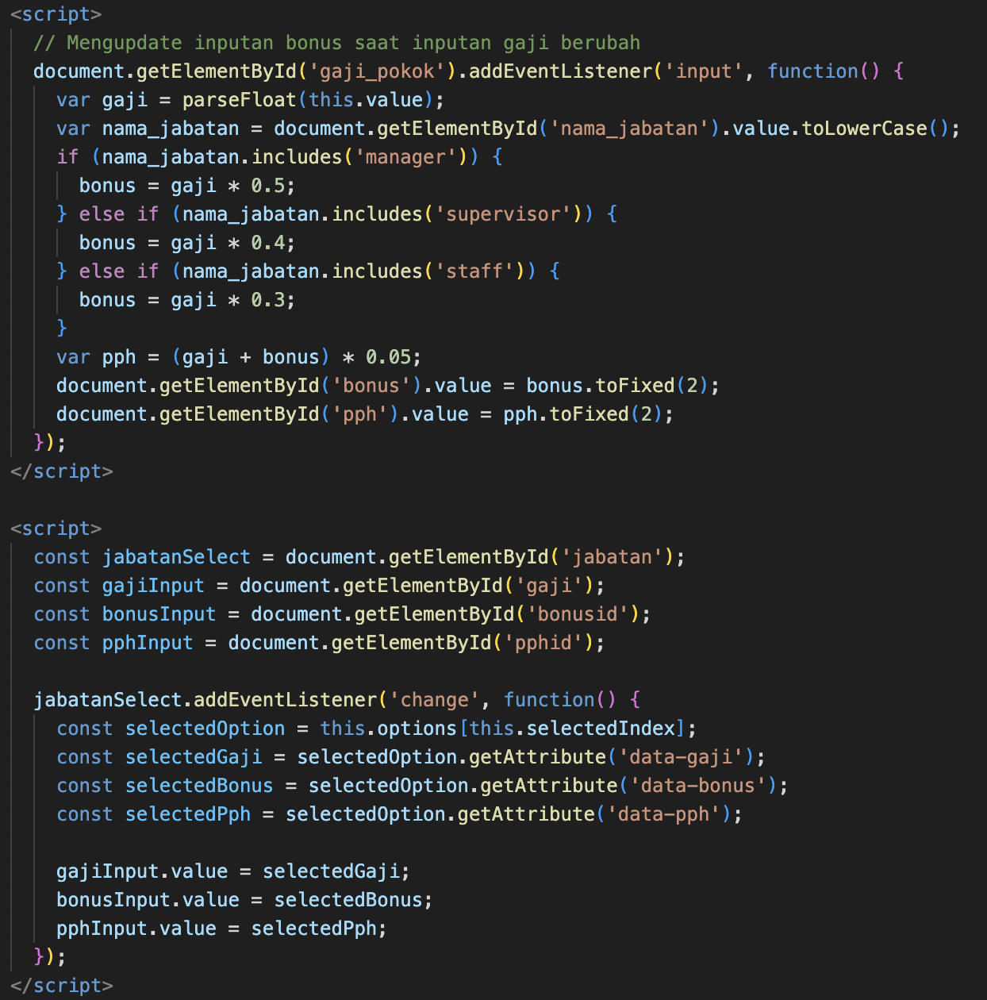 <script>
// Mengupdate inputan bonus saat inputan gaji berubah
document.getElementById('gaji_pokok').addEventListener('input', function() {
var gaji = parseFloat(this.value);
var nama_jabatan = document.getElementById('nama_jabatan').value.toLowerCase();
if (nama_jabatan.includes('manager')) {
bonus = gaji * 0.5;
} else if (nama_jabatan.includes('supervisor')) {
bonus = gaji * 0.4;
} else if (nama_jabatan.includes('staff')) {
bonus = gaji * 0.3;
}
var pph = (gaji + bonus) * 0.05;
document.getElementById('bonus').value = bonus.toFixed(2);
document.getElementById('pph').value = pph.toFixed(2);
});
</script>
<script>
const jabatanSelect = document.getElementById('jabatan');
const gajiInput = document.getElementById('gaji');
const bonusInput = document.getElementById('bonusid');
const pphInput = document.getElementById('pphid');
jabatanSelect.addEventListener('change', function() {
const selectedOption = this.options[this.selectedIndex];
const selectedGaji = selectedOption.getAttribute('data-gaji');
const selectedBonus = selectedOption.getAttribute('data-bonus');
const selectedPph = selectedOption.getAttribute('data-pph');
gajiInput.value = selectedGaji;
bonusInput.value = selectedBonus;
pphInput.value = selectedPph;
});
</script>